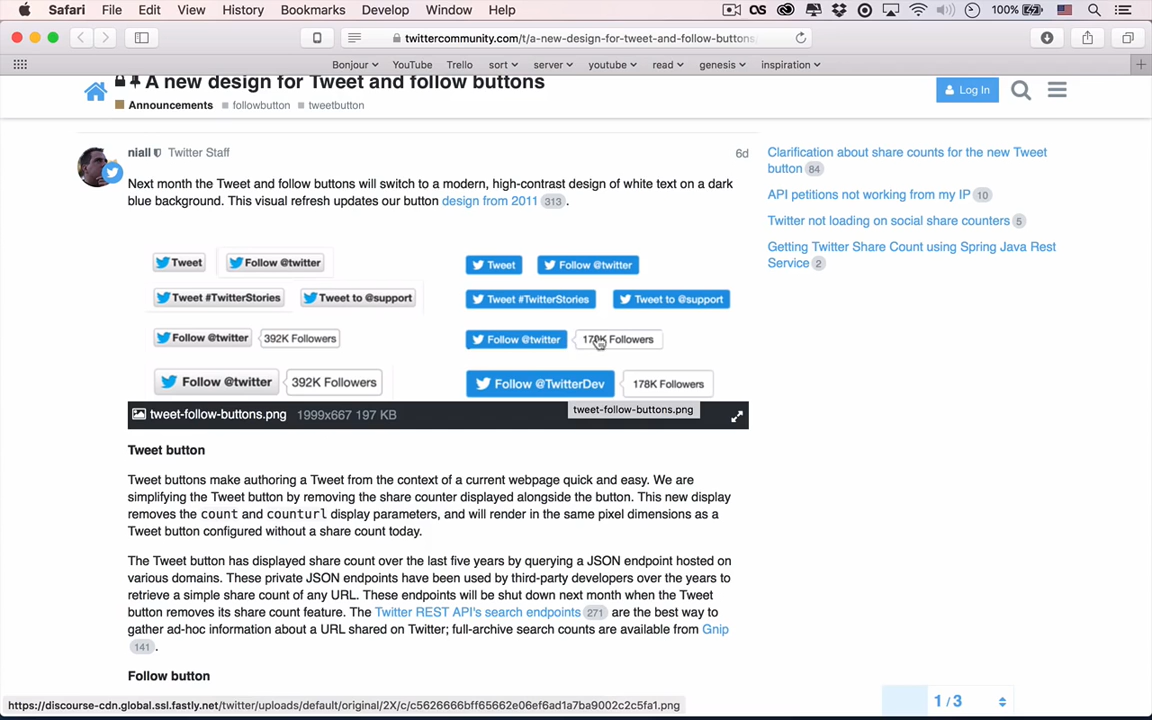 Safari File Edit View History Bookmarks Develop Window Help 100%
twittercommunity.com/t/a-new-design-for-tweet-and-follow-buttons
Bonjour YouTube Trello sort server youtube read genesis inspiration
A new design for Tweet and follow buttons
Announcements followbutton tweetbutton
Log In
niall Twitter Staff 6d
Next month the Tweet and follow buttons will switch to a modern, high-contrast design of white text on a dark
blue background. This visual refresh updates our button design from 2011 313 .
Tweet Follow @twitter Tweet Follow @twitter
Tweet #TwitterStories Tweet to @support Tweet #TwitterStories Tweet to @support
Follow @twitter 392K Followers Follow @twitter Followers
Follow @twitter 392K Followers Follow @TwitterDev 178K Followers
tweet-follow-buttons.png 1999x667 197 KB
tweet-follow-buttons.png
Tweet button
Tweet buttons make authoring a Tweet from the context of a current webpage quick and easy. We are
simplifying the Tweet button by removing the share counter displayed alongside the button. This new display
removes the count and counturl display parameters, and will render in the same pixel dimensions as a
Tweet button configured without a share count today.
The Tweet button has displayed share count over the last five years by querying a JSON endpoint hosted on
various domains. These private JSON endpoints have been used by third-party developers over the years to
retrieve a simple share count of any URL. These endpoints will be shut down next month when the Tweet
button removes its share count feature. The Twitter REST API's search endpoints 271 are the best way to
gather ad-hoc information about a URL shared on Twitter; full-archive search counts are available from Gnip
141 .
Follow button
Clarification about share counts for the new Tweet
button 84
API petitions not working from my IP 10
Twitter not loading on social share counters 5
Getting Twitter Share Count using Spring Java Rest
Service 2
1 / 3
https://discourse-cdn.global.ssl.fastly.net/twitter/uploads/default/original/2X/c/c5626666bff65662e06ef6ad1a7ba9002c2c5fa1.png